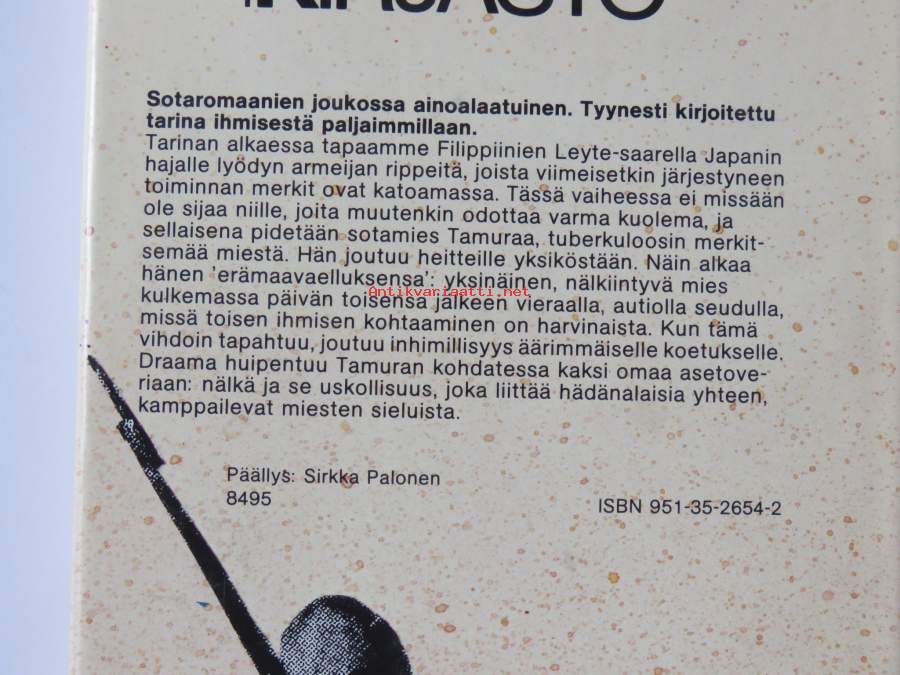 KIRJASTO
Sotaromaanien joukossa ainoalaatuinen. Tyynesti kirjoitettu
tarina ihmisestä paljaimmillaan.
Tarinan alkaessa tapaamme Filippiinien Leyte-saarella Japanin
hajalle lyödyn armeijan rippeitä, joista viimeisetkin järjestyneen
toiminnan merkit ovat katoamassa. Tässä vaiheessa ei missään
ole sijaa niille, joita muutenkin odottaa varma kuolema, ja
sellaisena pidetään sotamies Tamuraa, tuberkuloosin merkit-
semää miestä. Hän joutuu heitteille yksiköstään. Näin alkaa
hänen 'erämaavaelluksensa': yksinäinen, nälkiintyvä mies
Antikvariaatti.net
kulkemassa päivän toisensa jälkeen vieraalla, autiolla seudulla,
missä toisen ihmisen kohtaaminen on harvinaista. Kun tämä
vihdoin tapahtuu, joutuu inhimillisyys äärimmäiselle koetukselle.
Draama huipentuu Tamuran kohdatessa kaksi omaa asetove-
riaan: nälkä ja se uskollisuus, joka liittää hädänalaisia yhteen,
kamppailevat miesten sieluista.
Päällys: Sirkka Palonen
8495
ISBN 951-35-2654-2